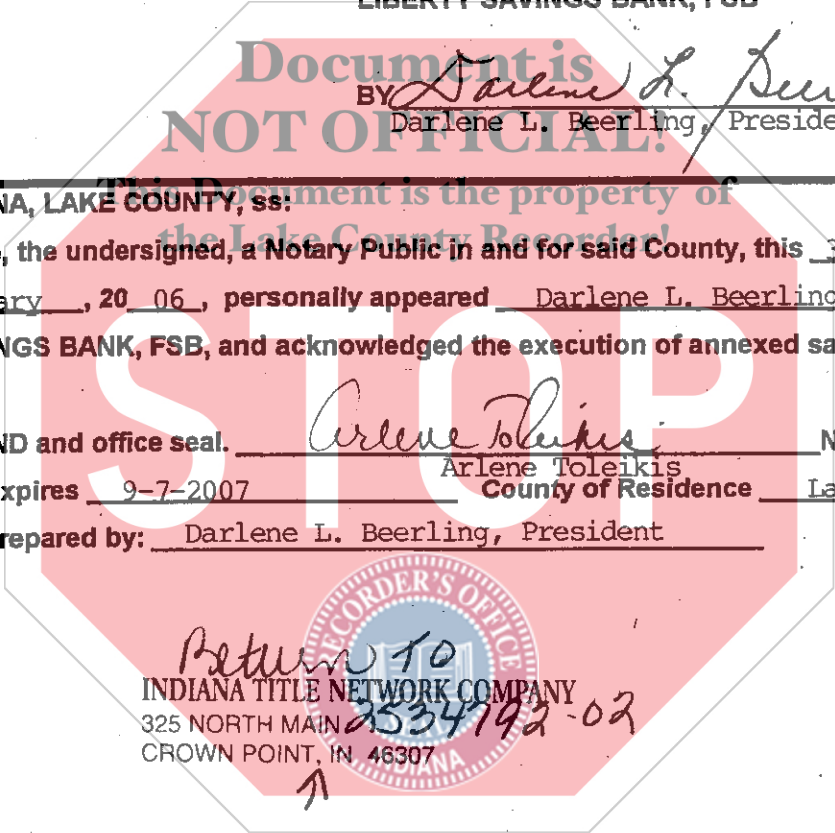 LIBERTY SAVINGS BANK, FSB
Document is
BY Darlene L.
NOT OFFICIAL!
Darlene L. Beerling, Preside
This Document is the property of
NA, LAKE COUNTY, ss:
the Lake County Recorder!
, the undersigned, a Notary Public in and for said County, this 3
ary , 20 06 , personally appeared Darlene L. Beerling
NGS BANK, FSB, and acknowledged the execution of annexed sa
STOP
ND and office seal. Arlene Toleikis N
Arlene Toleikis
xpires 9-7-2007 County of Residence La
repared by: Darlene L. Beerling, President
RECORDER'S OFFICE
Return To
INDIANA TITLE NETWORK COMPANY
325 NORTH MAIN 2534792-02
CROWN POINT, IN 46307
INDIANA